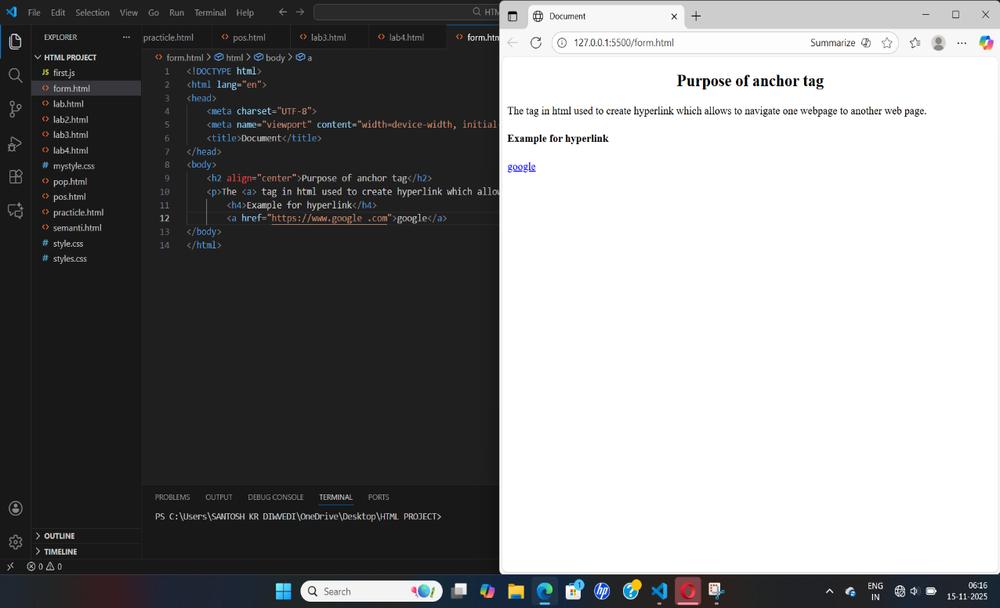 File Edit Selection View Go Run Terminal Help
HTM
Document
127.0.0.1:5500/form.html
Summarize
EXPLORER
HTML PROJECT
JS first.js
form.html
lab.html
lab2.html
lab3.html
lab4.html
# mystyle.css
pop.html
pos.html
practicle.html
semanti.html
# style.css
# styles.css
OUTLINE
TIMELINE
practicle.html pos.html lab3.html lab4.html form.htm
form.html > html > body > a
1 <!DOCTYPE html>
2 <html lang="en">
3 <head>
4 <meta charset="UTF-8">
5 <meta name="viewport" content="width=device-width, initial-
6 <title>Document</title>
7 </head>
8 <body>
9 <h2 align="center">Purpose of anchor tag</h2>
10 <p>The <a> tag in html used to create hyperlink which allow
11 <h4>Example for hyperlink</h4>
12 <a href="https://www.google .com">google</a>
13 </body>
14 </html>
PROBLEMS OUTPUT DEBUG CONSOLE TERMINAL PORTS
PS C:\Users\SANTOSH KR DIWVEDI\OneDrive\Desktop\HTML PROJECT>
0 0
Purpose of anchor tag
The tag in html used to create hyperlink which allows to navigate one webpage to another web page.
Example for hyperlink
google
Search
1
hp
ENG
IN
06:16
15-11-2025